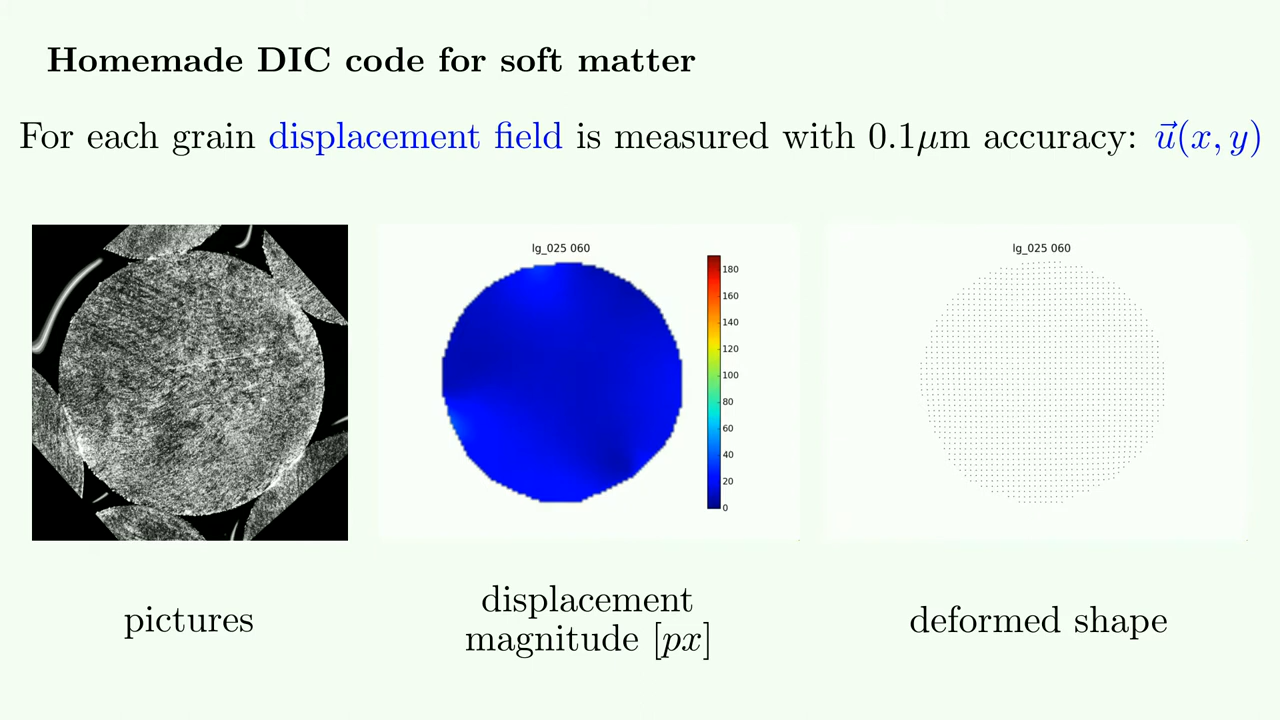 Homemade DIC code for soft matter
For each grain displacement field is measured with 0.1μm accuracy: u⃗(x, y)
lg_025 060
180
160
140
120
100
80
60
40
20
0
lg_025 060
pictures
displacement
magnitude [px]
deformed shape